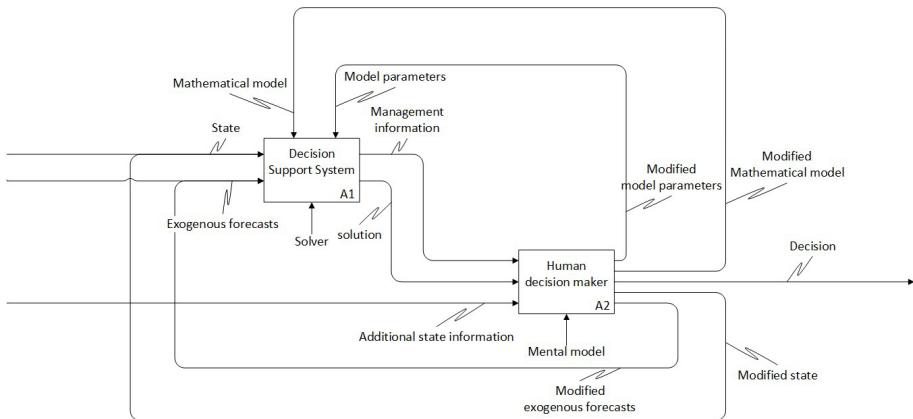 Mathematical model
Model parameters
Management
information
State
Decision
Support System
A1
Exogenous forecasts
Solver
solution
Modified
model parameters
Modified
Mathematical model
Decision
Human
decision maker
A2
Additional state information
Mental model
Modified
exogenous forecasts
Modified state